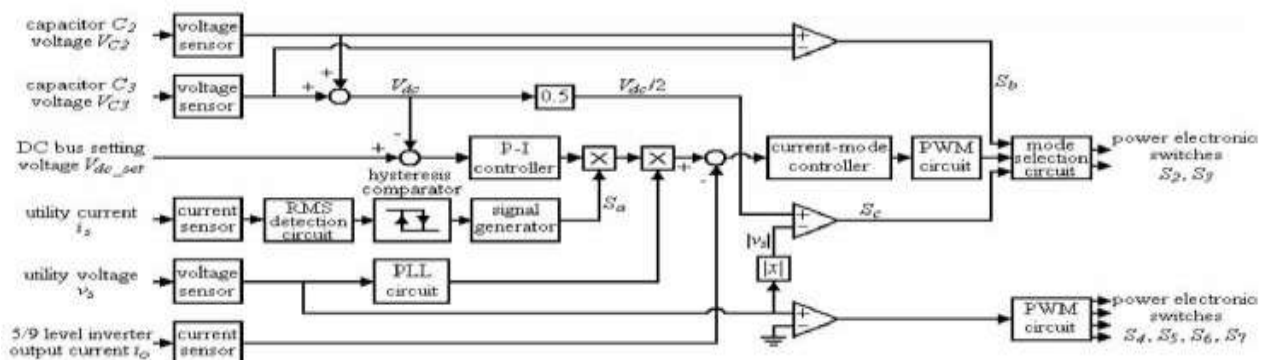 capacitor C2
voltage VC2
voltage
sensor
+
−
capacitor C3
voltage VC3
voltage
sensor
+
+
Vdc
0.5
Vdc/2
Sb
DC bus setting
voltage Vdc_set
+
-
P-I
controller
×
×
+
-
current-mode
controller
PWM
circuit
mode
selection
circuit
power electronic
switches
S2, S3
hysteresis
comparator
utility current
is
current
sensor
RMS
detection
circuit
signal
generator
Sa
+
−
Sc
|vs|
|x|
utility voltage
vs
voltage
sensor
PLL
circuit
+
−
PWM
circuit
power electronic
switches
S4, S5, S6, S7
5/9 level inverter
output current io
current
sensor